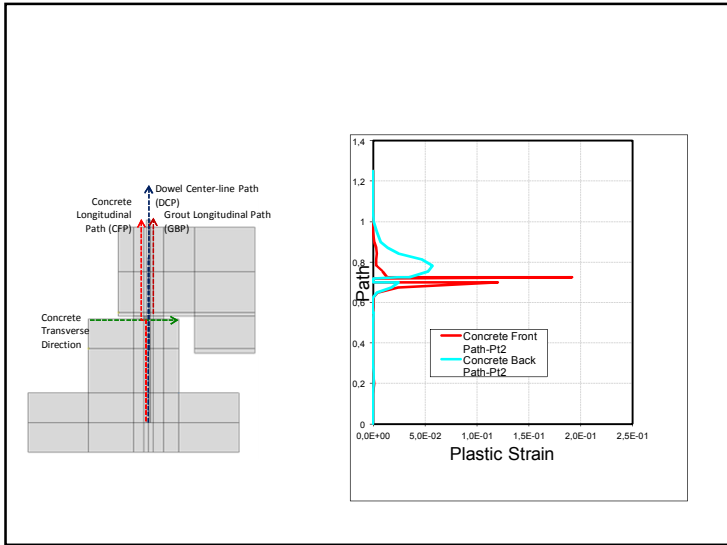 Dowel Center-line Path
(DCP)
Concrete
Longitudinal
Path (CFP)
Grout Longitudinal Path
(GBP)
Concrete
Transverse
Direction
1,4
1,2
1
0,8
0,6
0,4
0,2
0
Path
Concrete Front
Path-Pt2
Concrete Back
Path-Pt2
0,0E+00 5,0E-02 1,0E-01 1,5E-01 2,0E-01 2,5E-01
Plastic Strain